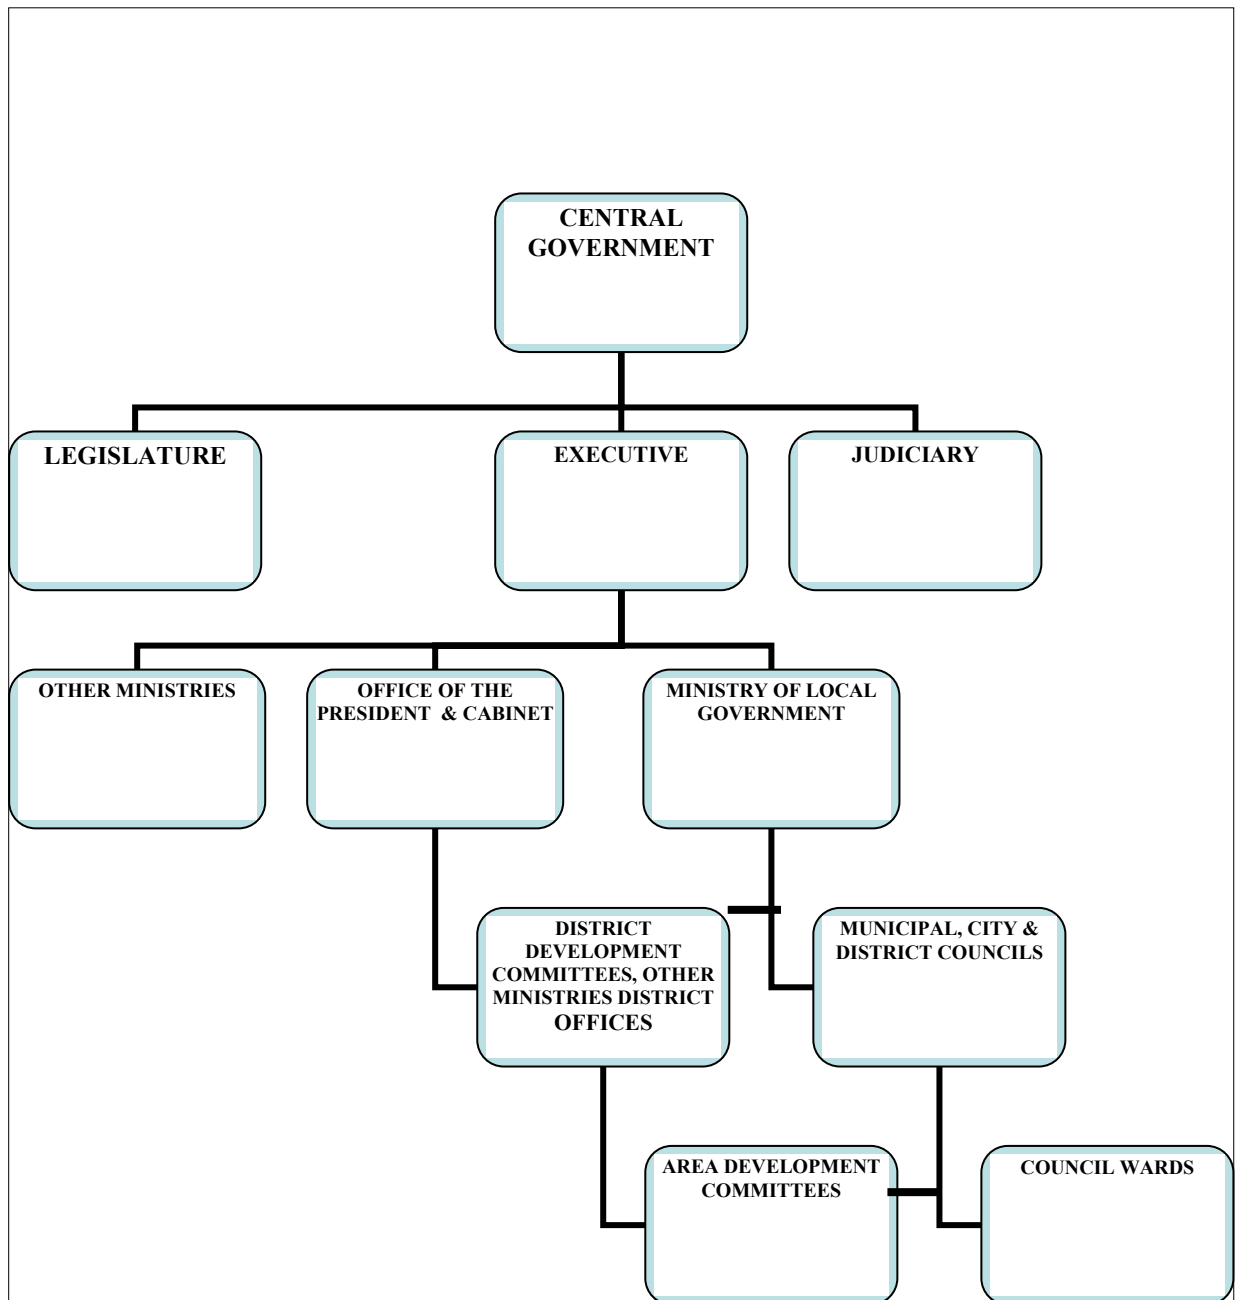 CENTRAL
GOVERNMENT
LEGISLATURE
EXECUTIVE
JUDICIARY
OTHER MINISTRIES
OFFICE OF THE
PRESIDENT & CABINET
MINISTRY OF LOCAL
GOVERNMENT
DISTRICT
DEVELOPMENT
COMMITTEES, OTHER
MINISTRIES DISTRICT
OFFICES
MUNICIPAL, CITY &
DISTRICT COUNCILS
AREA DEVELOPMENT
COMMITTEES
COUNCIL WARDS